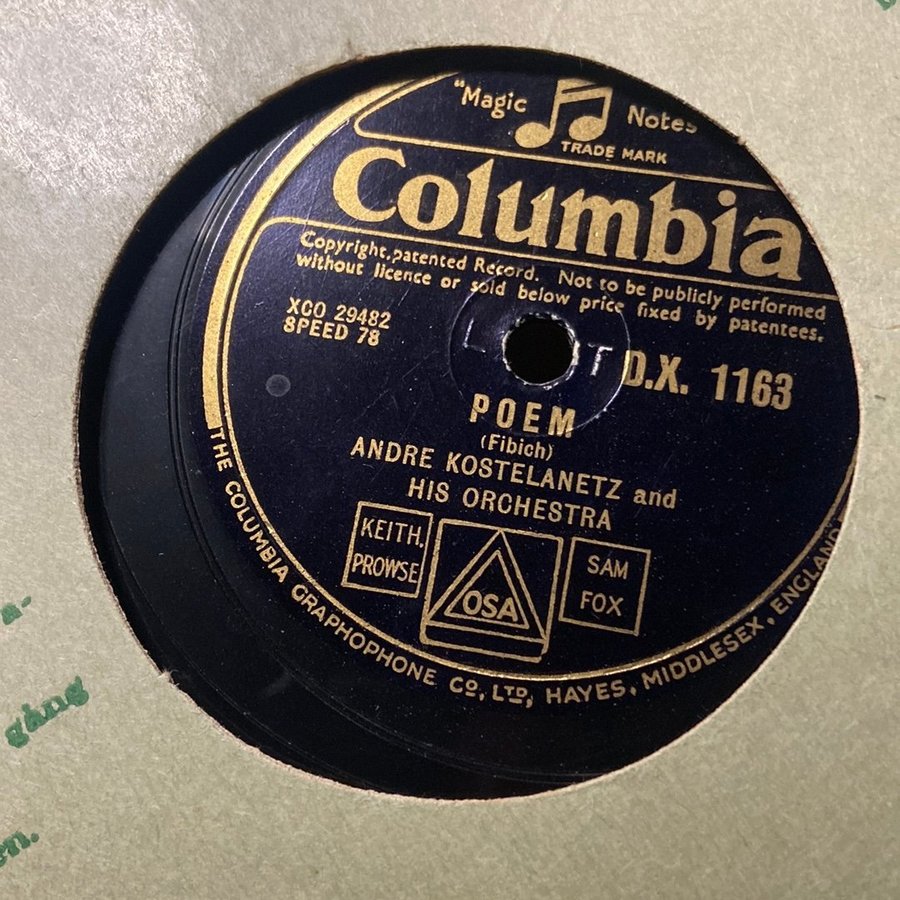 "Magic Notes
TRADE MARK
Columbia
Copyright, patented Record. Not to be publicly performed
without licence or sold below price fixed by patentees.
XCO 29482
SPEED 78
L T
D.X. 1163
POEM
(Fibich)
ANDRE KOSTELANETZ and
HIS ORCHESTRA
KEITH,
PROWSE
OSA
SAM
FOX
THE COLUMBIA GRAPHOPHONE CO, LTD, HAYES, MIDDLESEX, ENGLAND
gång